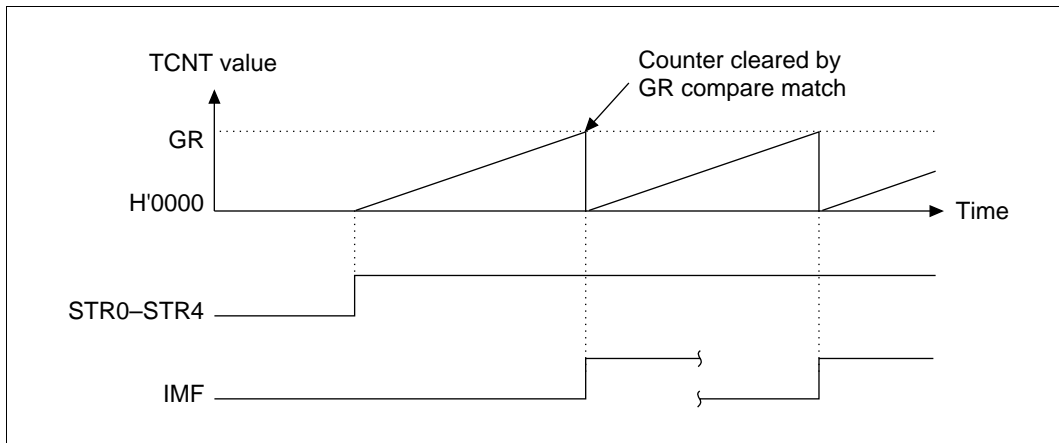 TCNT value
Counter cleared by
GR compare match
GR
H'0000
Time
STR0–STR4
IMF